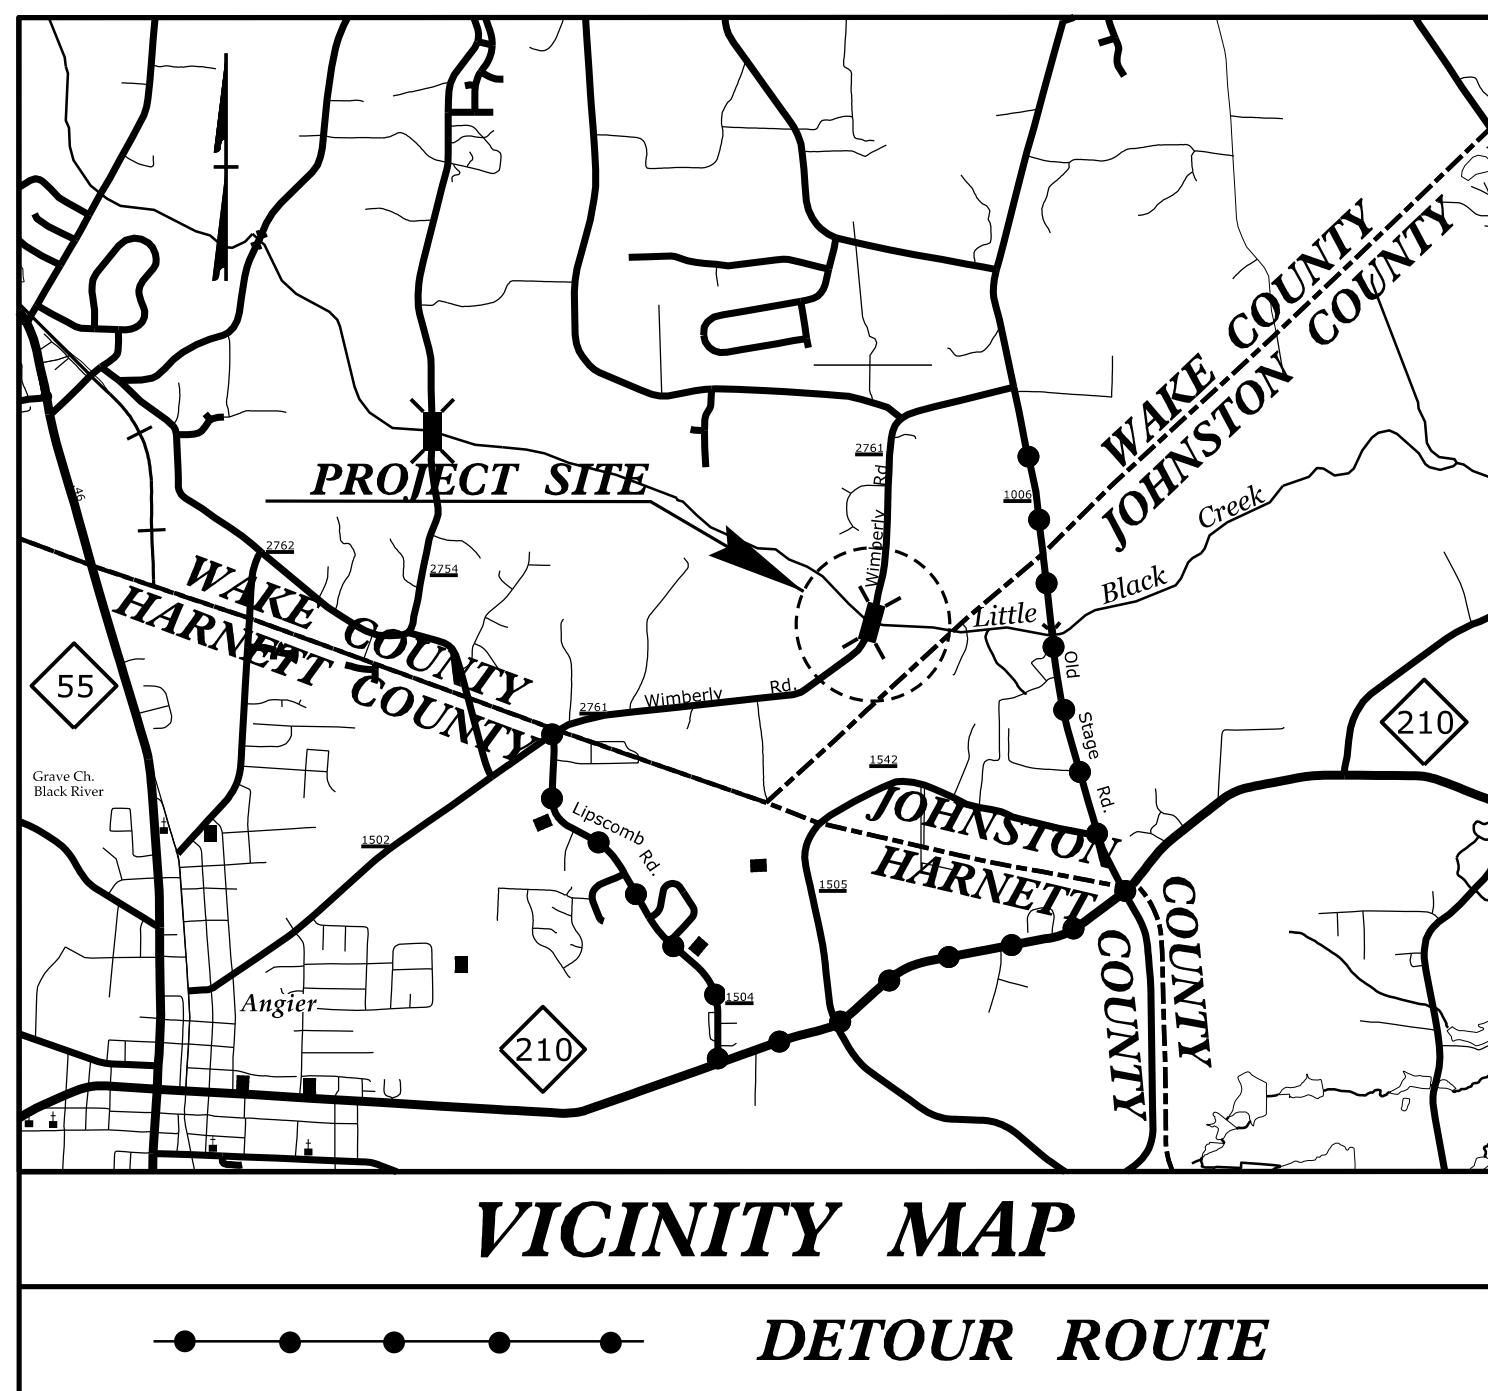 WAKE COUNTY
JOHNSTON COUNTY
2761
Wimberly Rd
PROJECT SITE
1006
Creek
2762
2754
Black
WAKE COUNTY
HARNETT COUNTY
Little
Old Stage Rd.
55
Wimberly Rd.
2761
210
1542
Grave Ch.
Black River
JOHNSTON COUNTY
HARNETT COUNTY
Lipscomb Rd.
1502
1505
Angier
1504
210
VICINITY MAP
DETOUR ROUTE